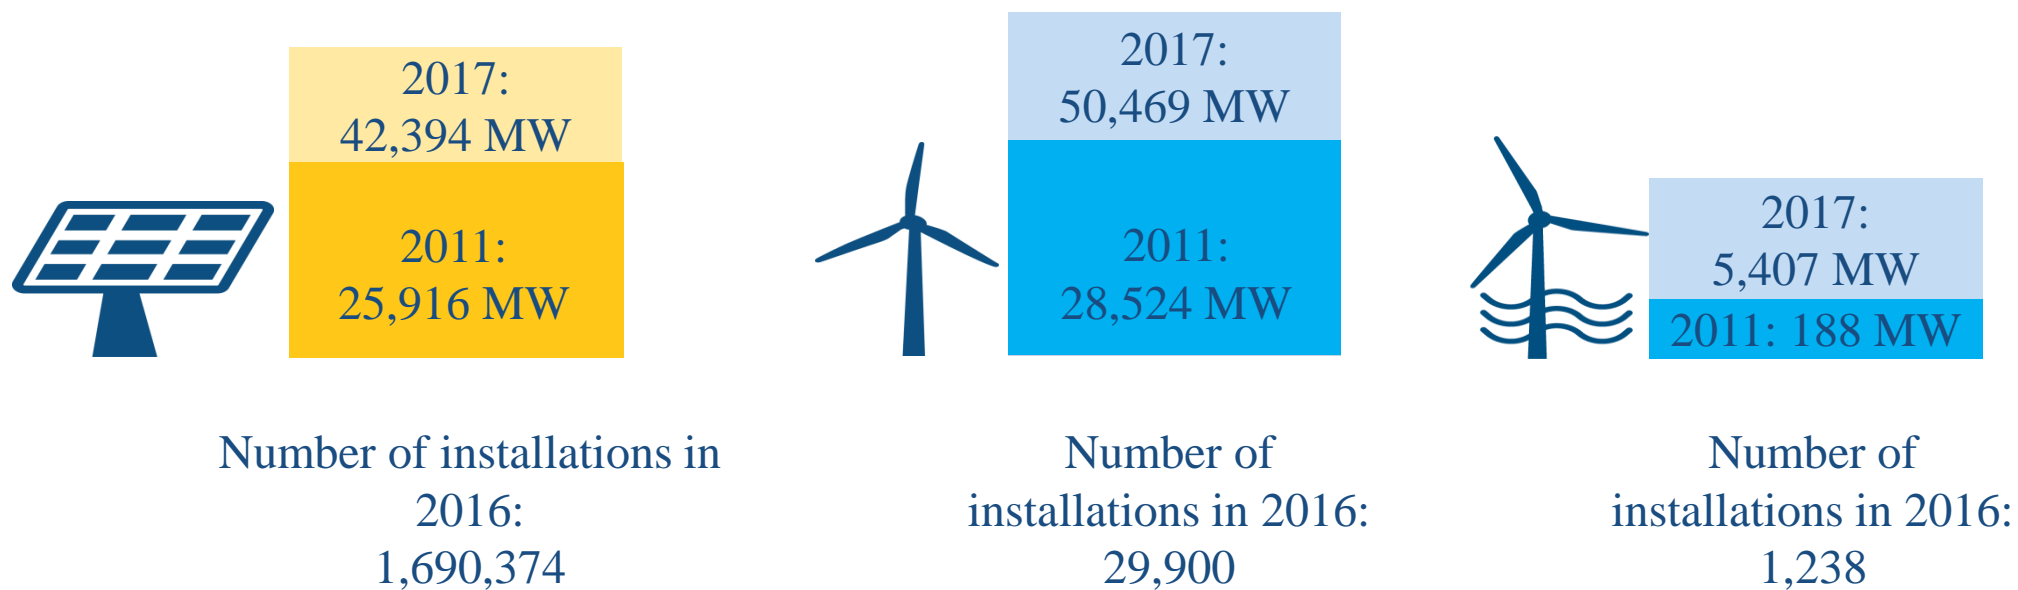 2017:
42,394 MW
2011:
25,916 MW
Number of installations in
2016:
1,690,374
2017:
50,469 MW
2011:
28,524 MW
Number of
installations in 2016:
29,900
2017:
5,407 MW
2011: 188 MW
Number of
installations in 2016:
1,238